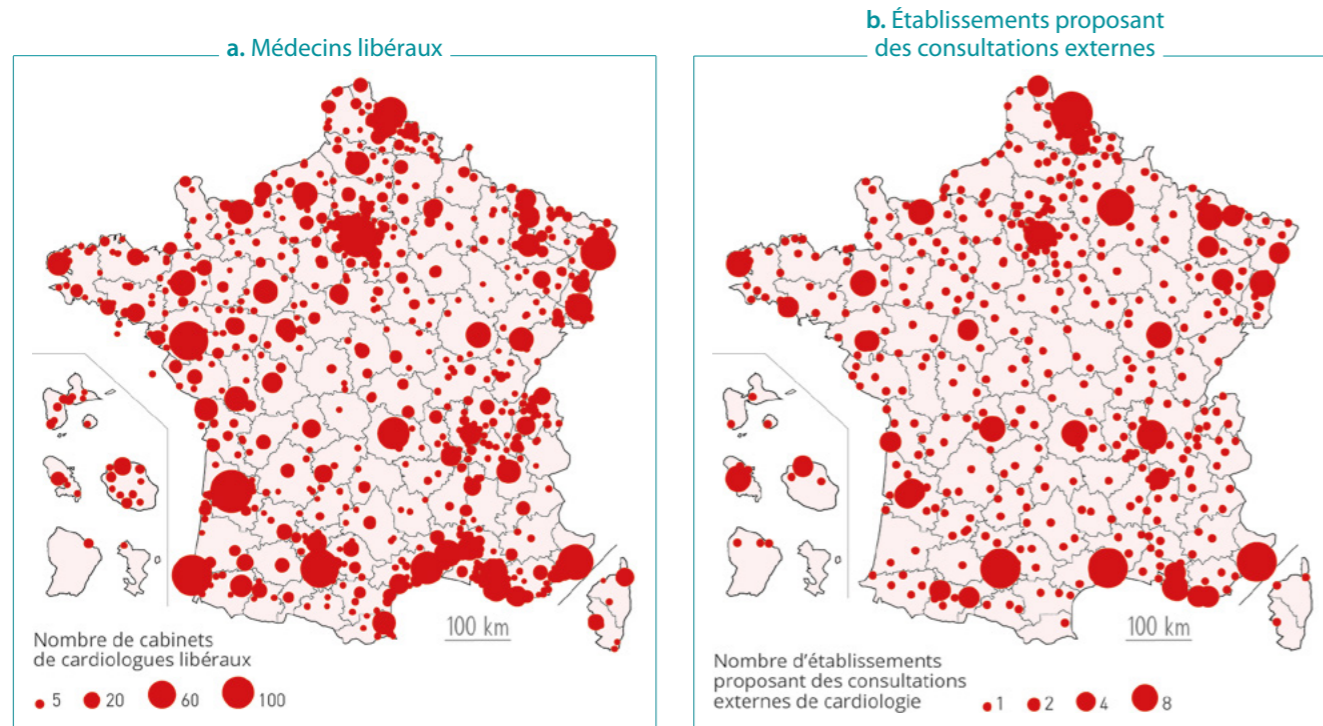 a. Médecins libéraux
100 km
Nombre de cabinets
de cardiologues libéraux
5 20 60 100
b. Établissements proposant
des consultations externes
100 km
Nombre d'établissements
proposant des consultations
externes de cardiologie
1 2 4 8